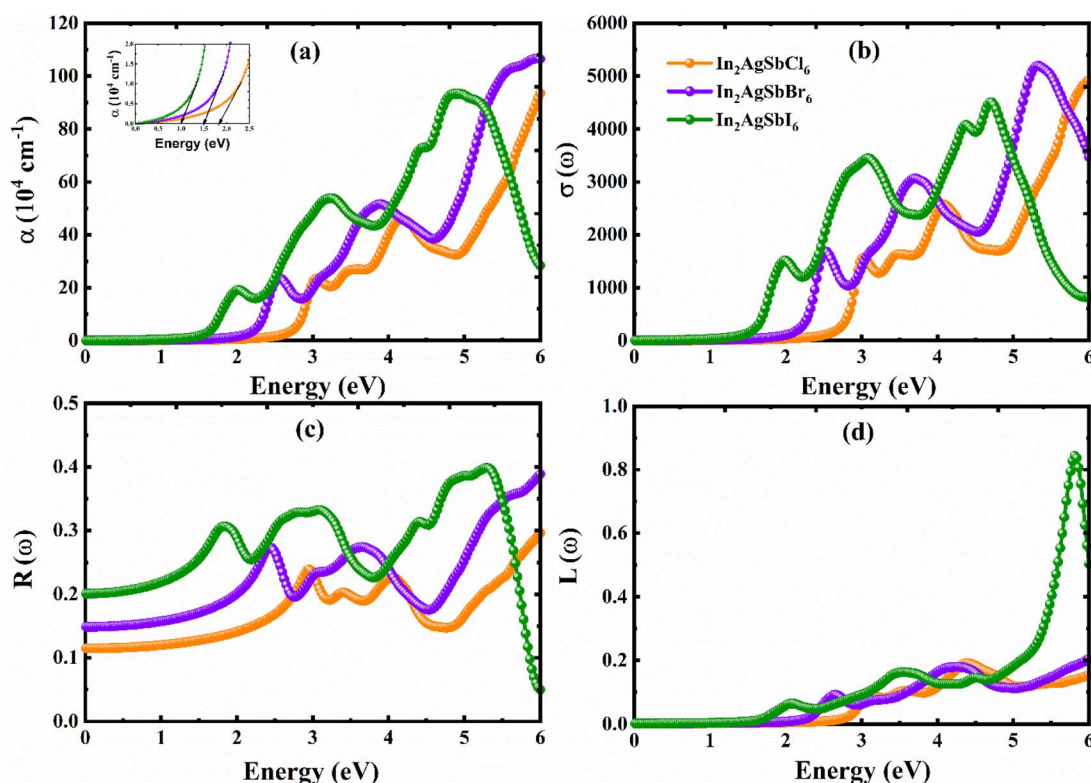 120
100
80
60
40
20
0
α (10⁴ cm⁻¹)
(a)
2.0
1.5
1.0
0.5
0.0
α (10⁴ cm⁻¹)
0.0 0.5 1.0 1.5 2.0 2.5
Energy (eV)
0 1 2 3 4 5 6
Energy (eV)
6000
5000
4000
3000
2000
1000
0
σ (ω)
(b)
In₂AgSbCl₆
In₂AgSbBr₆
In₂AgSbI₆
0 1 2 3 4 5 6
Energy (eV)
0.5
0.4
0.3
0.2
0.1
0.0
R (ω)
(c)
0 1 2 3 4 5 6
Energy (eV)
1.0
0.8
0.6
0.4
0.2
0.0
L (ω)
(d)
0 1 2 3 4 5 6
Energy (eV)